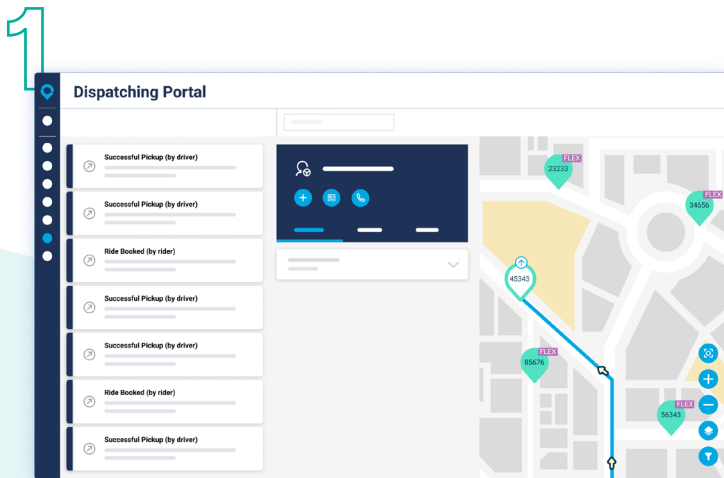 1
Dispatching Portal
Successful Pickup (by driver)
Successful Pickup (by driver)
Ride Booked (by rider)
Successful Pickup (by driver)
Successful Pickup (by driver)
Ride Booked (by rider)
Successful Pickup (by driver)
FLEX
23233
FLEX
34656
45343
FLEX
85676
FLEX
56343